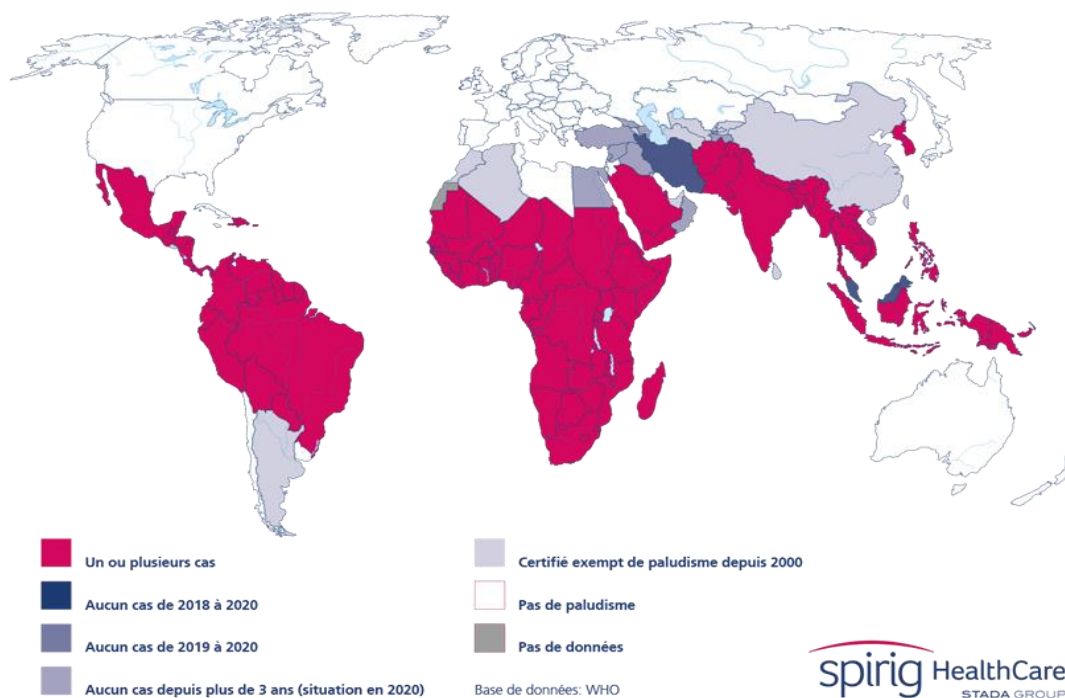 Un ou plusieurs cas
Aucun cas de 2018 à 2020
Aucun cas de 2019 à 2020
Aucun cas depuis plus de 3 ans (situation en 2020)
Certifié exempt de paludisme depuis 2000
Pas de paludisme
Pas de données
Base de données: WHO
spirig HealthCare
STADA GROUP